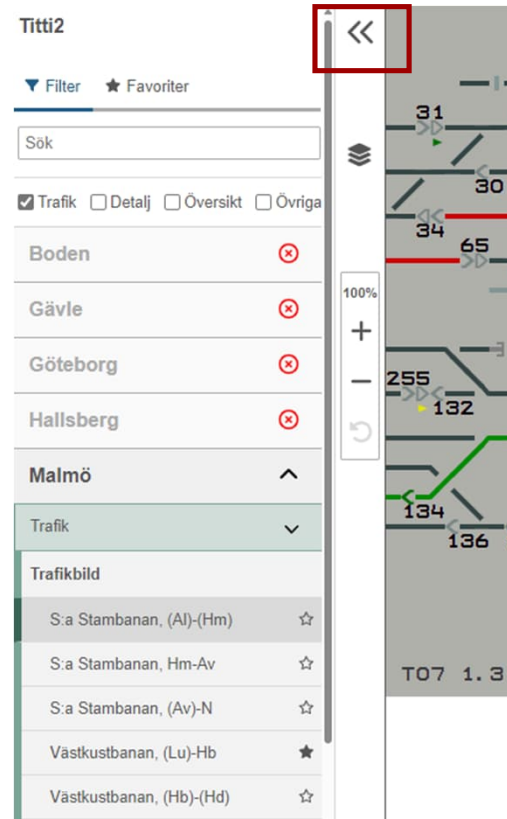 Titti2
Filter
Favoriter
Sök
Trafik
Detalj
Översikt
Övriga
Boden
Gävle
Göteborg
Hallsberg
Malmö
Trafik
Trafikbild
S:a Stambanan, (Al)-(Hm)
S:a Stambanan, Hm-Av
S:a Stambanan, (Av)-N
Västkustbanan, (Lu)-Hb
Västkustbanan, (Hb)-(Hd)
100%
31
30
34
65
255
132
134
136
T07 1.3